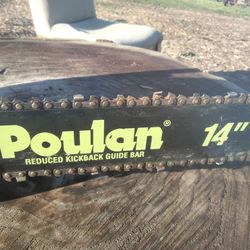 Poulan® 14"
REDUCED KICKBACK GUIDE BAR